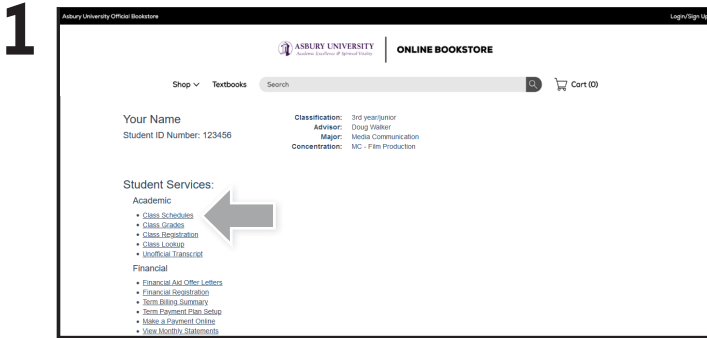 1
Asbury University Official Bookstore Login/Sign Up
ASBURY UNIVERSITY
Academic Excellence & Spiritual Vitality
ONLINE BOOKSTORE
Shop Textbooks Search Cart (0)
Your Name
Student ID Number: 123456
Classification: 3rd year/junior
Advisor: Doug Walker
Major: Media Communication
Concentration: MC - Film Production
Student Services:
Academic
• Class Schedules
• Class Grades
• Class Registration
• Class Lookup
• Unofficial Transcript
Financial
• Financial Aid Offer Letters
• Financial Registration
• Term Billing Summary
• Term Payment Plan Setup
• Make a Payment Online
• View Monthly Statements